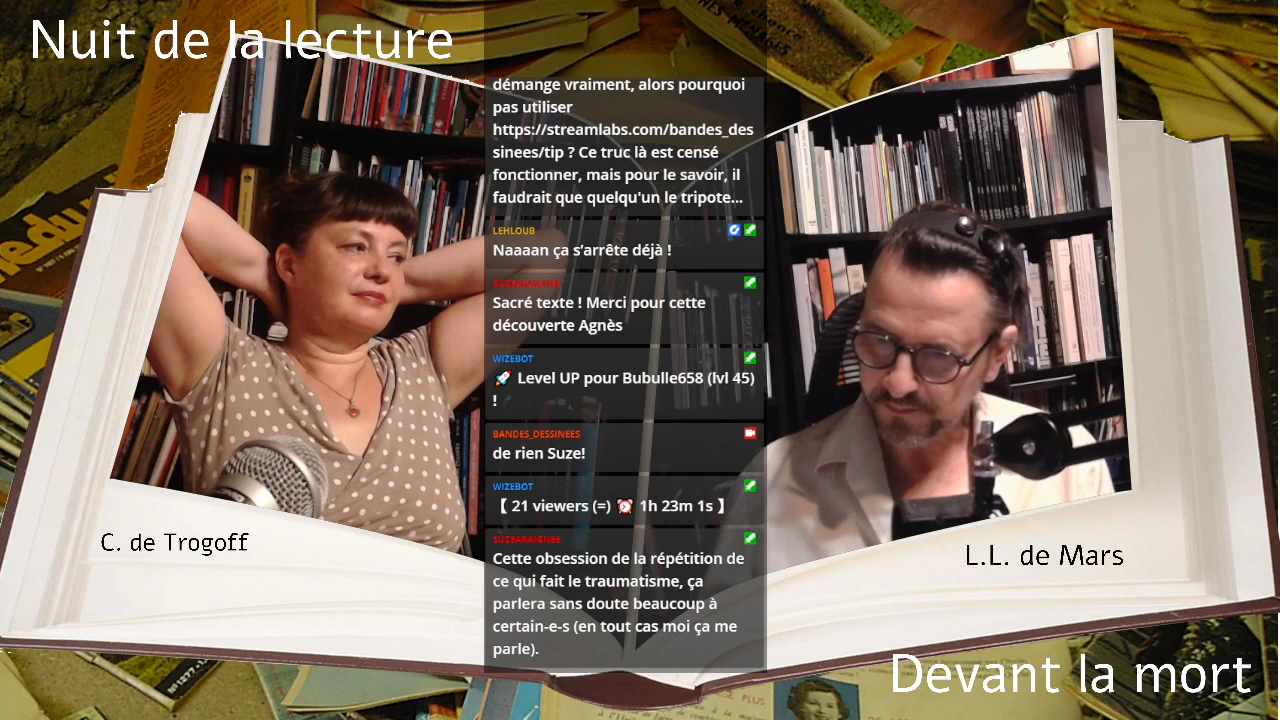 Nuit de la lecture
démange vraiment, alors pourquoi
pas utiliser
https://streamlabs.com/bandes_des
sinees/tip ? Ce truc là est censé
fonctionner, mais pour le savoir, il
faudrait que quelqu'un le tripote...
LEHLOUB
Naaaan ça s’arrête déjà !
SUZEARAIGNEE
Sacré texte ! Merci pour cette
découverte Agnès
WIZEBOT
🚀 Level UP pour Bubulle658 (lvl 45)
!
BANDES_DESSINEES
de rien Suze!
WIZEBOT
【 21 viewers (=) ⏰ 1h 23m 1s 】
SUZEARAIGNEE
Cette obsession de la répétition de
ce qui fait le traumatisme, ça
parlera sans doute beaucoup à
certain-e-s (en tout cas moi ça me
parle).
C. de Trogoff
L.L. de Mars
Devant la mort